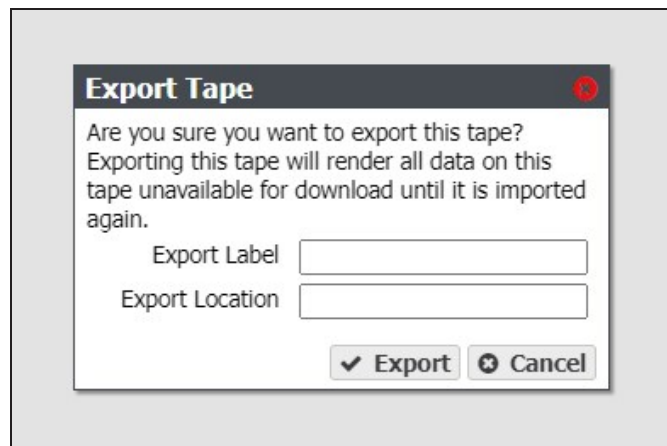 Export Tape
Are you sure you want to export this tape?
Exporting this tape will render all data on this
tape unavailable for download until it is imported
again.
Export Label
Export Location
Export Cancel